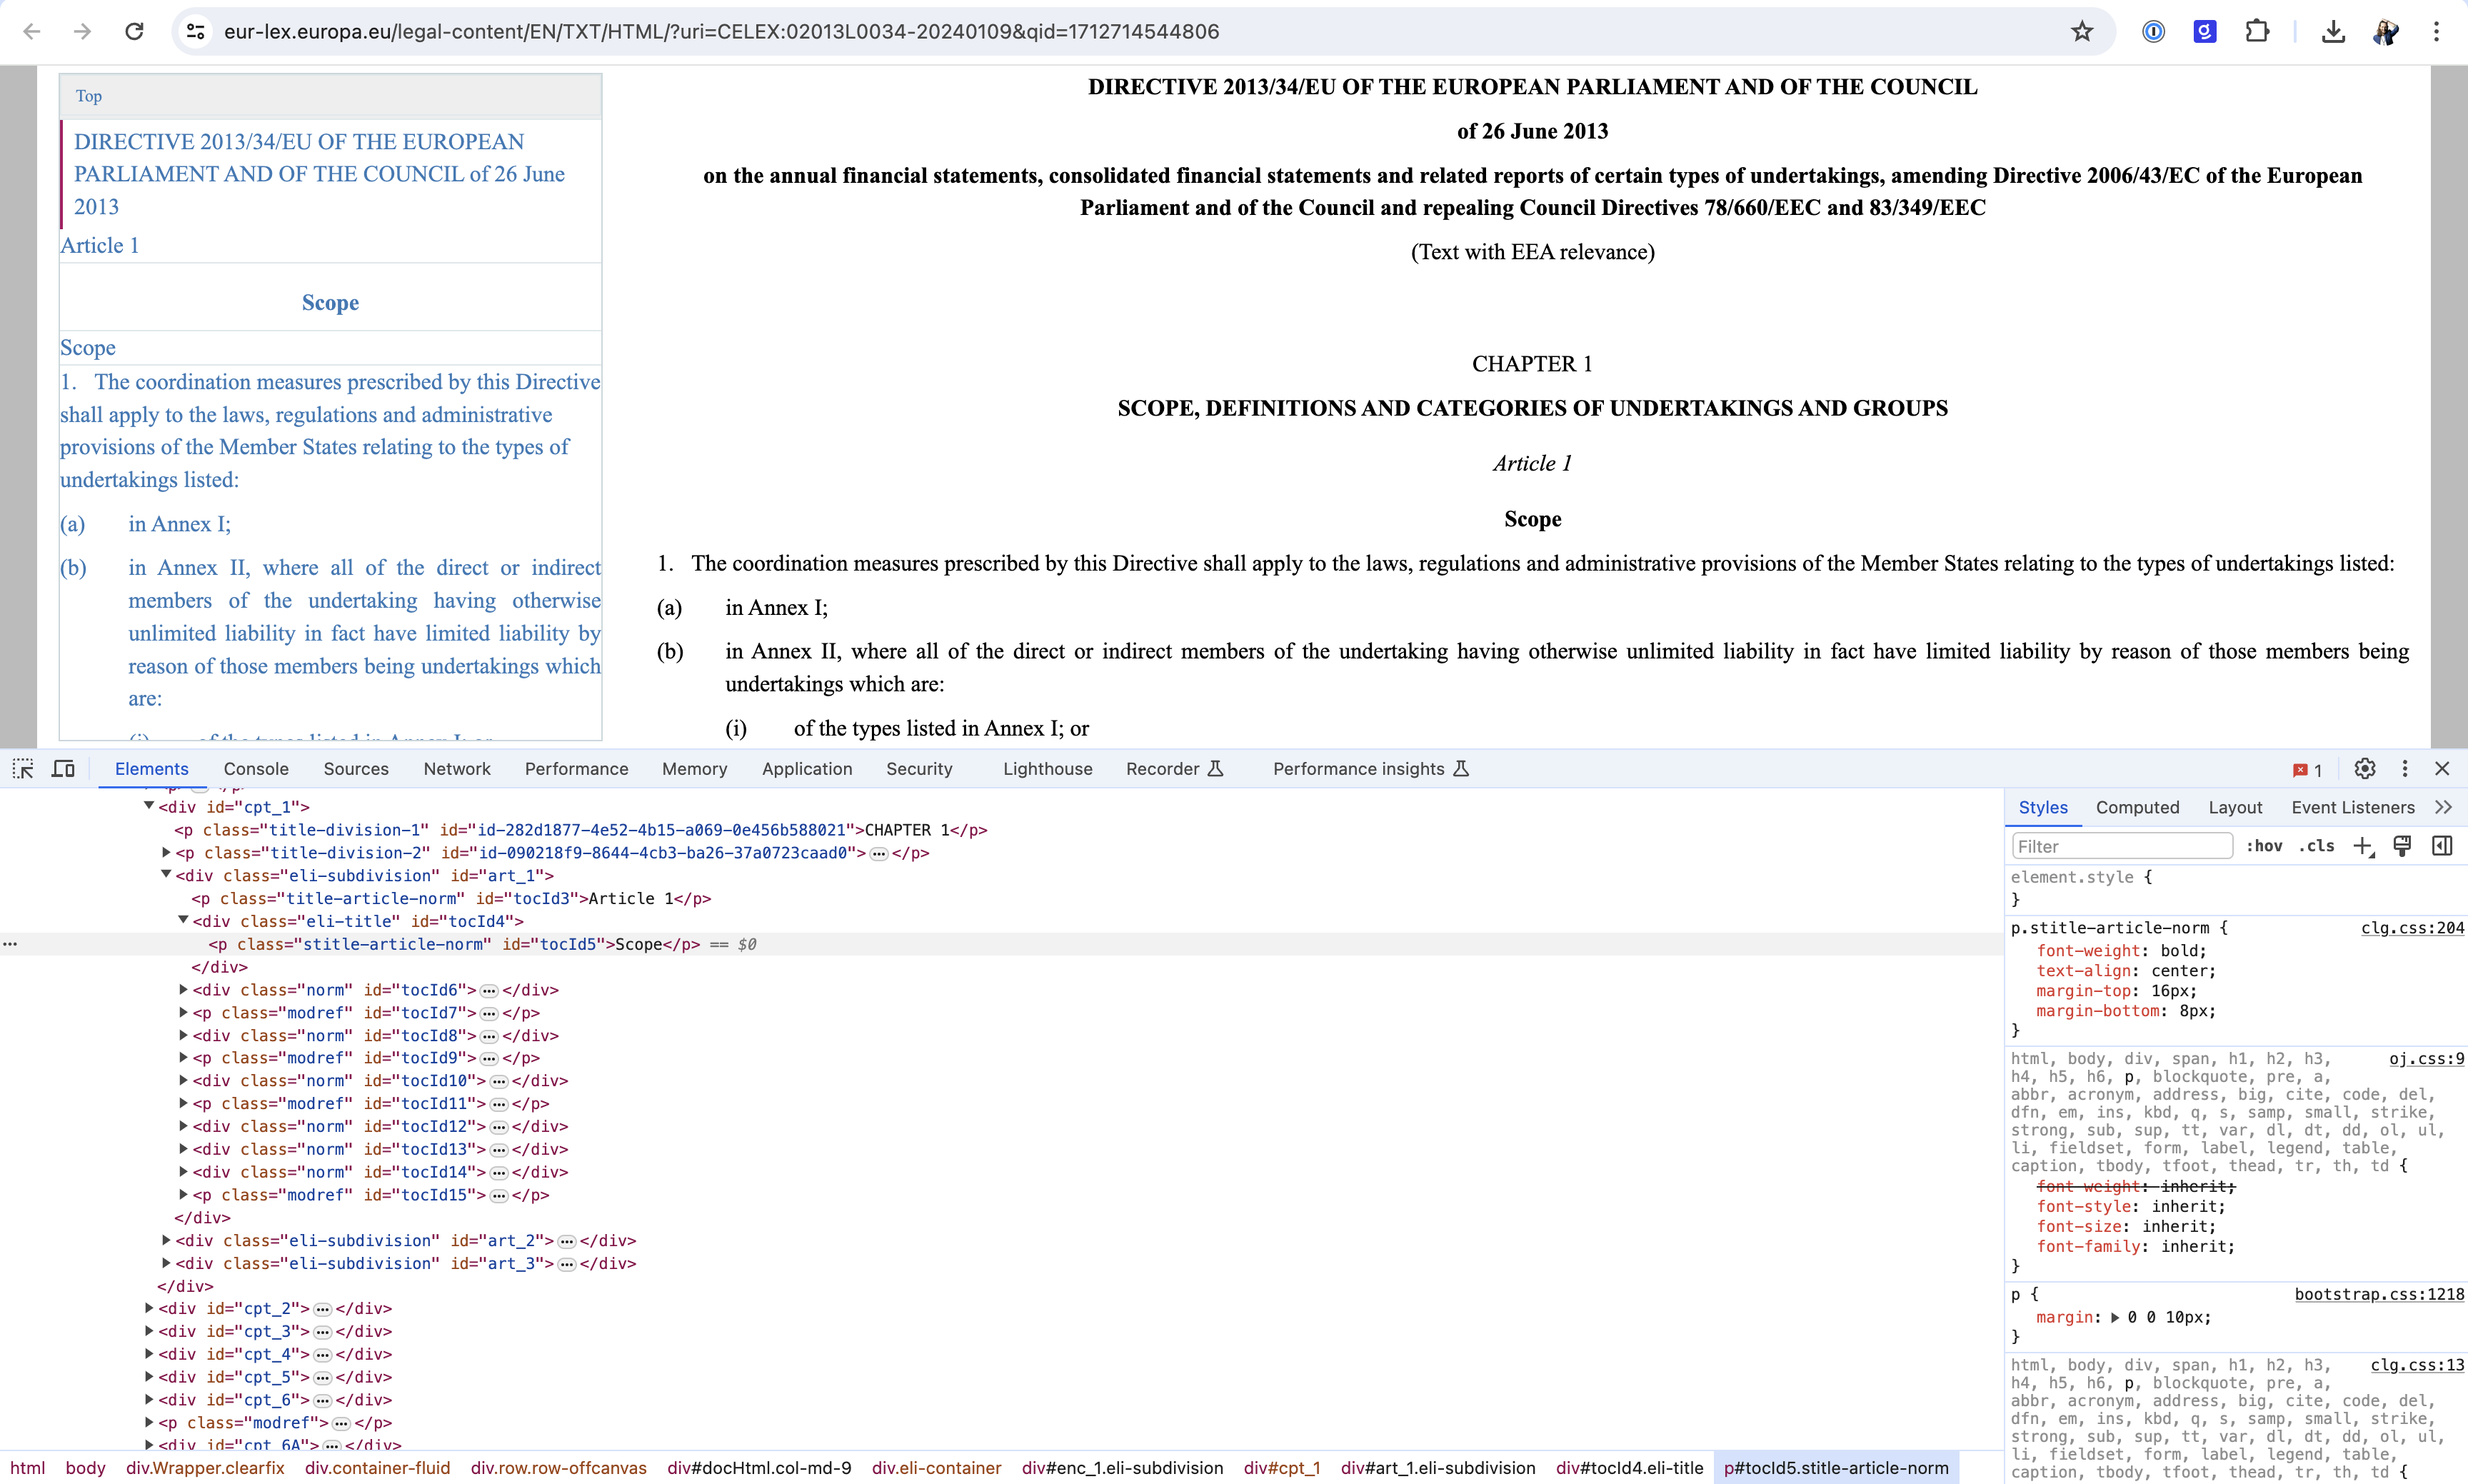 eur-lex.europa.eu/legal-content/EN/TXT/HTML/?uri=CELEX:02013L0034-20240109&qid=1712714544806
Top
DIRECTIVE 2013/34/EU OF THE EUROPEAN
PARLIAMENT AND OF THE COUNCIL of 26 June
2013
Article 1
Scope
Scope
1. The coordination measures prescribed by this Directive
shall apply to the laws, regulations and administrative
provisions of the Member States relating to the types of
undertakings listed:
(a) in Annex I;
(b) in Annex II, where all of the direct or indirect
members of the undertaking having otherwise
unlimited liability in fact have limited liability by
reason of those members being undertakings which
are:
(i) of the types listed in Annex I; or
DIRECTIVE 2013/34/EU OF THE EUROPEAN PARLIAMENT AND OF THE COUNCIL
of 26 June 2013
on the annual financial statements, consolidated financial statements and related reports of certain types of undertakings, amending Directive 2006/43/EC of the European
Parliament and of the Council and repealing Council Directives 78/660/EEC and 83/349/EEC
(Text with EEA relevance)
CHAPTER 1
SCOPE, DEFINITIONS AND CATEGORIES OF UNDERTAKINGS AND GROUPS
Article 1
Scope
1. The coordination measures prescribed by this Directive shall apply to the laws, regulations and administrative provisions of the Member States relating to the types of undertakings listed:
(a) in Annex I;
(b) in Annex II, where all of the direct or indirect members of the undertaking having otherwise unlimited liability in fact have limited liability by reason of those members being
undertakings which are:
(i) of the types listed in Annex I; or
Elements Console Sources Network Performance Memory Application Security Lighthouse Recorder Performance insights 1
<div id="cpt_1">
<p class="title-division-1" id="id-282d1877-4e52-4b15-a069-0e456b588021">CHAPTER 1</p>
<p class="title-division-2" id="id-090218f9-8644-4cb3-ba26-37a0723caad0">…</p>
<div class="eli-subdivision" id="art_1">
<p class="title-article-norm" id="tocId3">Article 1</p>
<div class="eli-title" id="tocId4">
<p class="stitle-article-norm" id="tocId5">Scope</p> == $0
</div>
<div class="norm" id="tocId6">…</div>
<p class="modref" id="tocId7">…</p>
<div class="norm" id="tocId8">…</div>
<p class="modref" id="tocId9">…</p>
<div class="norm" id="tocId10">…</div>
<p class="modref" id="tocId11">…</p>
<div class="norm" id="tocId12">…</div>
<div class="norm" id="tocId13">…</div>
<div class="norm" id="tocId14">…</div>
<p class="modref" id="tocId15">…</p>
</div>
<div class="eli-subdivision" id="art_2">…</div>
<div class="eli-subdivision" id="art_3">…</div>
</div>
<div id="cpt_2">…</div>
<div id="cpt_3">…</div>
<div id="cpt_4">…</div>
<div id="cpt_5">…</div>
<div id="cpt_6">…</div>
<p class="modref">…</p>
<div id="cpt_6A">…</div>
html body div.Wrapper.clearfix div.container-fluid div.row.row-offcanvas div#docHtml.col-md-9 div.eli-container div#enc_1.eli-subdivision div#cpt_1 div#art_1.eli-subdivision div#tocId4.eli-title p#tocId5.stitle-article-norm
Styles Computed Layout Event Listeners
Filter :hov .cls
element.style {
}
p.stitle-article-norm { clg.css:204
font-weight: bold;
text-align: center;
margin-top: 16px;
margin-bottom: 8px;
}
html, body, div, span, h1, h2, h3, oj.css:9
h4, h5, h6, p, blockquote, pre, a,
abbr, acronym, address, big, cite, code, del,
dfn, em, ins, kbd, q, s, samp, small, strike,
strong, sub, sup, tt, var, dl, dt, dd, ol, ul,
li, fieldset, form, label, legend, table,
caption, tbody, tfoot, thead, tr, th, td {
font-weight: inherit;
font-style: inherit;
font-size: inherit;
font-family: inherit;
}
p { bootstrap.css:1218
margin: 0 0 10px;
}
html, body, div, span, h1, h2, h3, clg.css:13
h4, h5, h6, p, blockquote, pre, a,
abbr, acronym, address, big, cite, code, del,
dfn, em, ins, kbd, q, s, samp, small, strike,
strong, sub, sup, tt, var, dl, dt, dd, ol, ul,
li, fieldset, form, label, legend, table,
caption, tbody, tfoot, thead, tr, th, td {